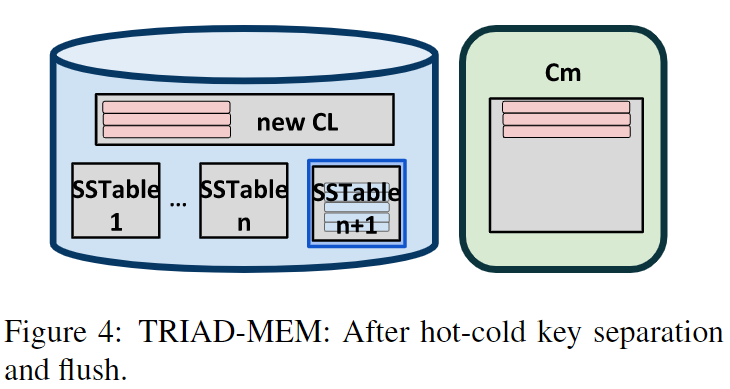 Cm
new CL
SSTable
1
...
SSTable
n
SSTable
n+1
Figure 4: TRIAD-MEM: After hot-cold key separation
and flush.